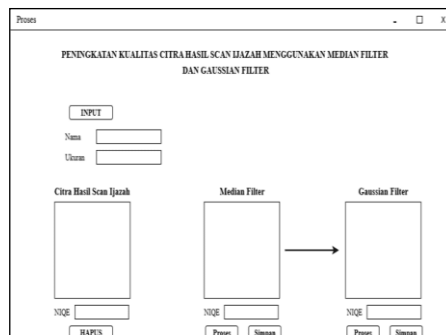 Proses
PENINGKATAN KUALITAS CITRA HASIL SCAN IJAZAH MENGGUNAKAN MEDIAN FILTER
DAN GAUSSIAN FILTER
INPUT
Nama
Ukuran
Citra Hasil Scan Ijazah Median Filter Gaussian Filter
NIQE NIQE NIQE
HAPUS Proses Simpan Proses Simpan